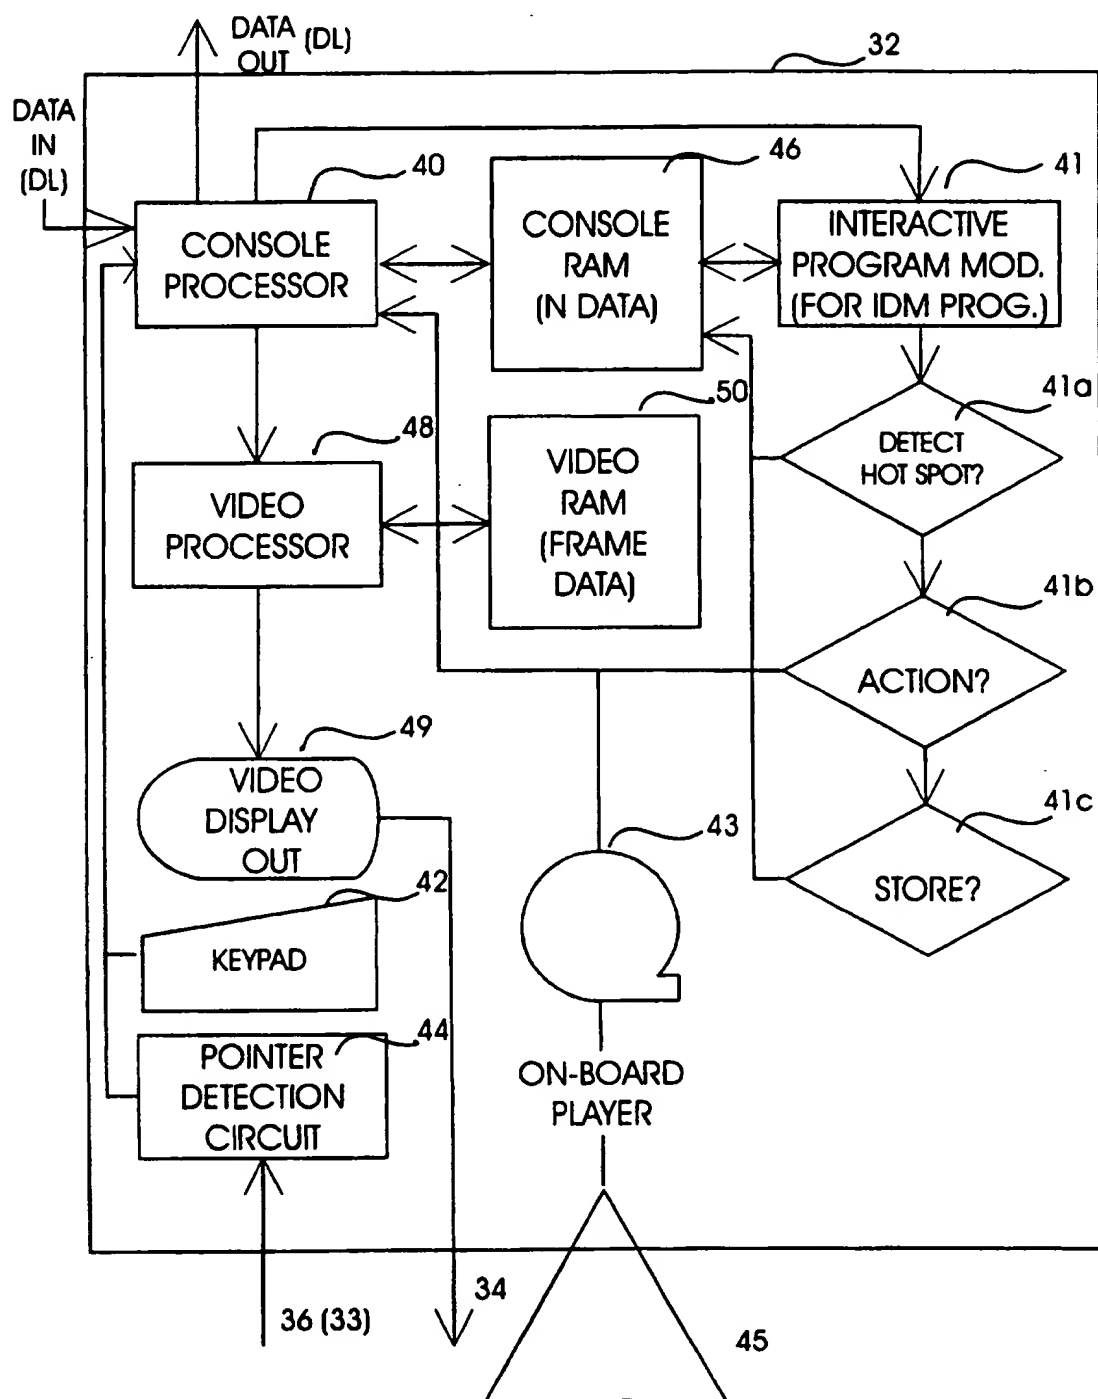 DATA
OUT
(DL)
32
DATA
IN
(DL)
40
46
41
CONSOLE
PROCESSOR
CONSOLE
RAM
(N DATA)
INTERACTIVE
PROGRAM MOD.
(FOR IDM PROG.)
50
41a
48
DETECT
HOT SPOT?
VIDEO
PROCESSOR
VIDEO
RAM
(FRAME
DATA)
41b
ACTION?
49
VIDEO
DISPLAY
OUT
43
41c
STORE?
42
KEYPAD
44
POINTER
DETECTION
CIRCUIT
ON-BOARD
PLAYER
36 (33)
34
45